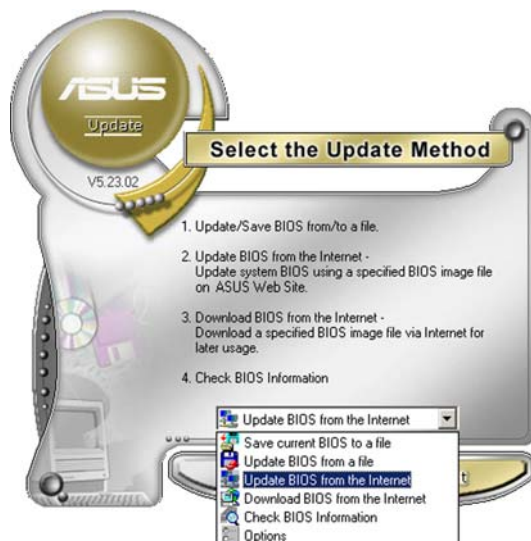 ASUS
Update
V5.23.02
Select the Update Method
1. Update/Save BIOS from/to a file.
2. Update BIOS from the Internet -
Update system BIOS using a specified BIOS image file
on ASUS Web Site.
3. Download BIOS from the Internet -
Download a specified BIOS image file via Internet for
later usage.
4. Check BIOS Information
Update BIOS from the Internet
Save current BIOS to a file
Update BIOS from a file
Update BIOS from the Internet
Download BIOS from the Internet
Check BIOS Information
Options